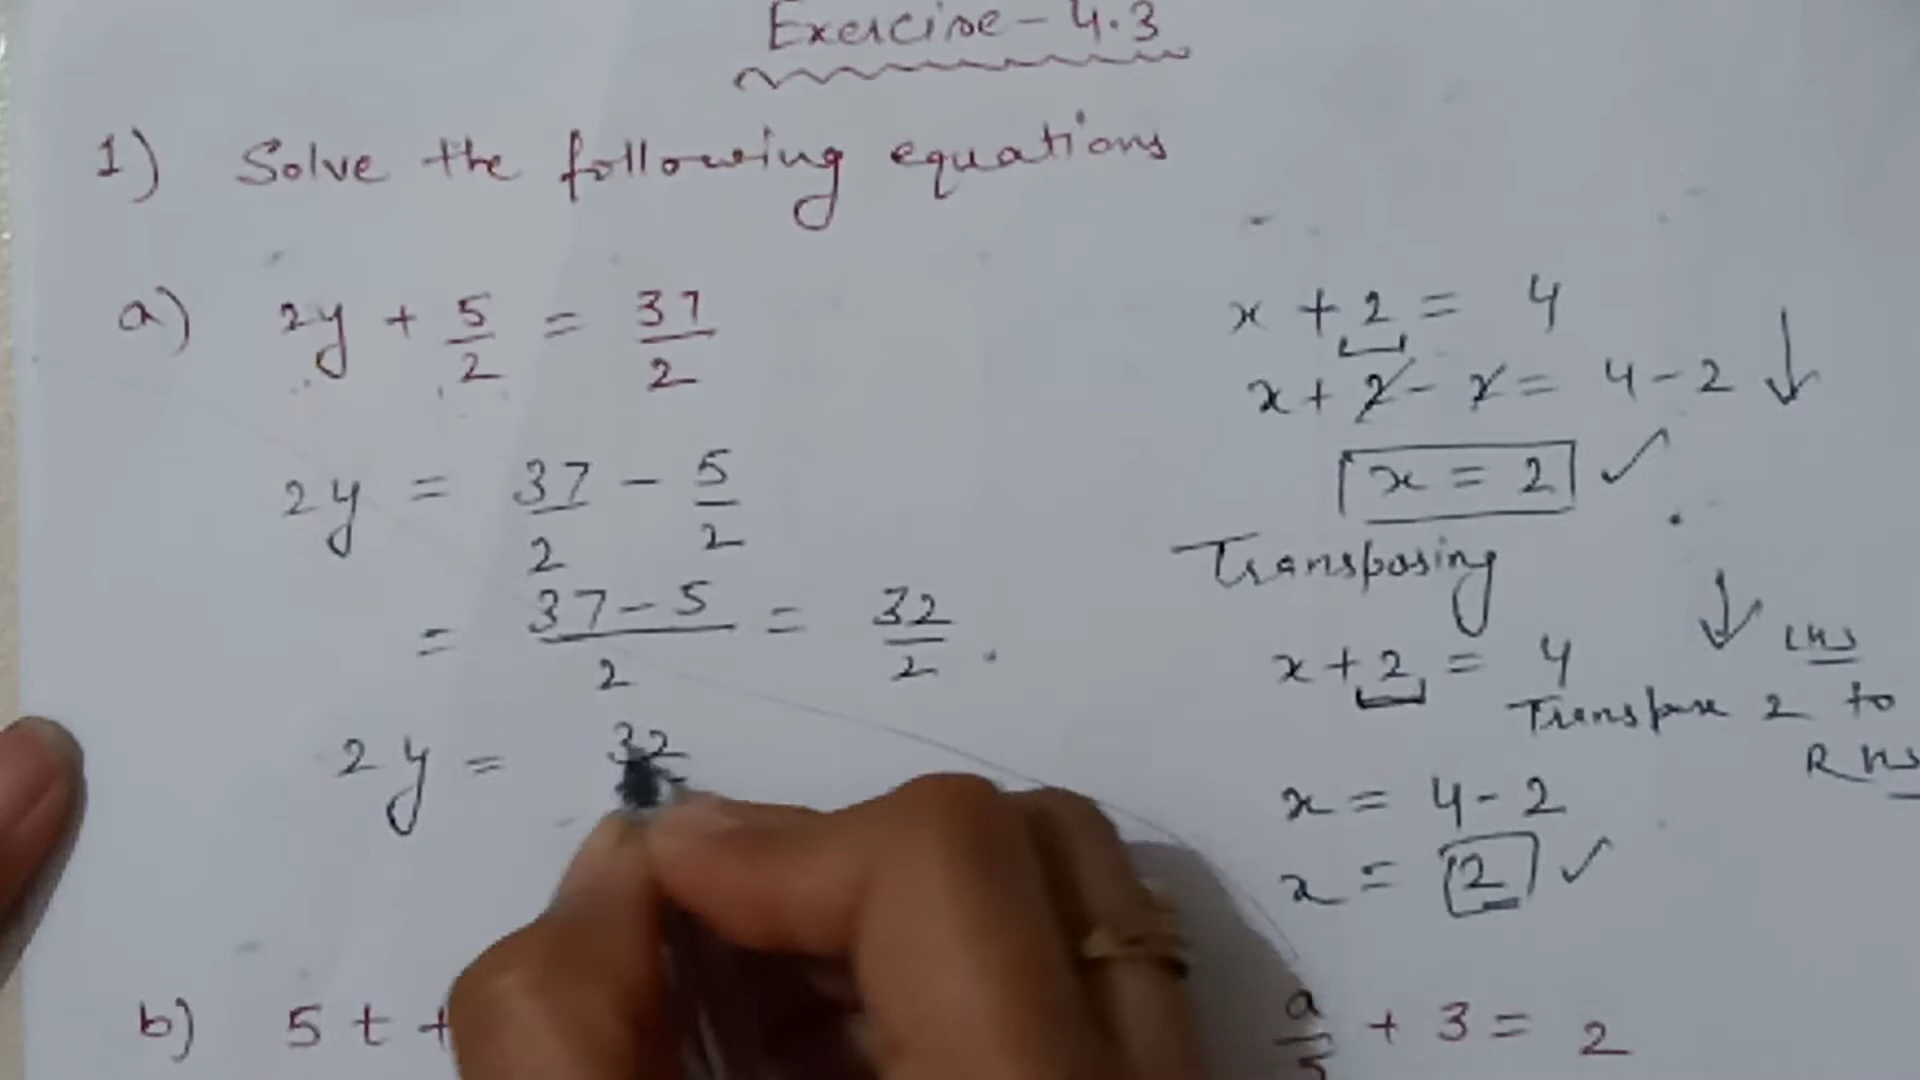 Exercise - 4.3
1) Solve the following equations
a) 2y + 5/2 = 37/2
2y = 37/2 - 5/2
= 37-5/2 = 32/2 .
2y = 32
b) 5t +
x + 2 = 4
x + 2 - 2 = 4 - 2
x = 2 ✓
Transposing
x + 2 = 4
LHS
Transpose 2 to
RHS
x = 4 - 2
x = 2 ✓
a/5 + 3 = 2